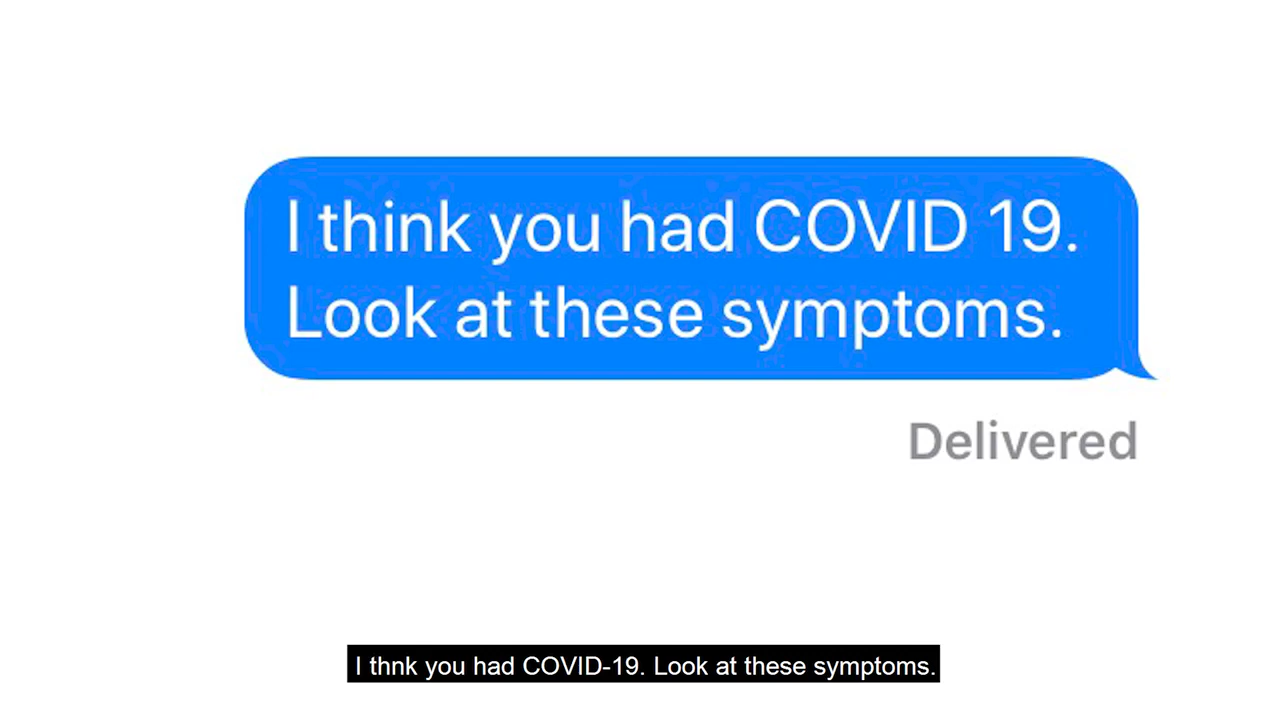 I think you had COVID 19.
Look at these symptoms.
Delivered
I thnk you had COVID-19. Look at these symptoms.